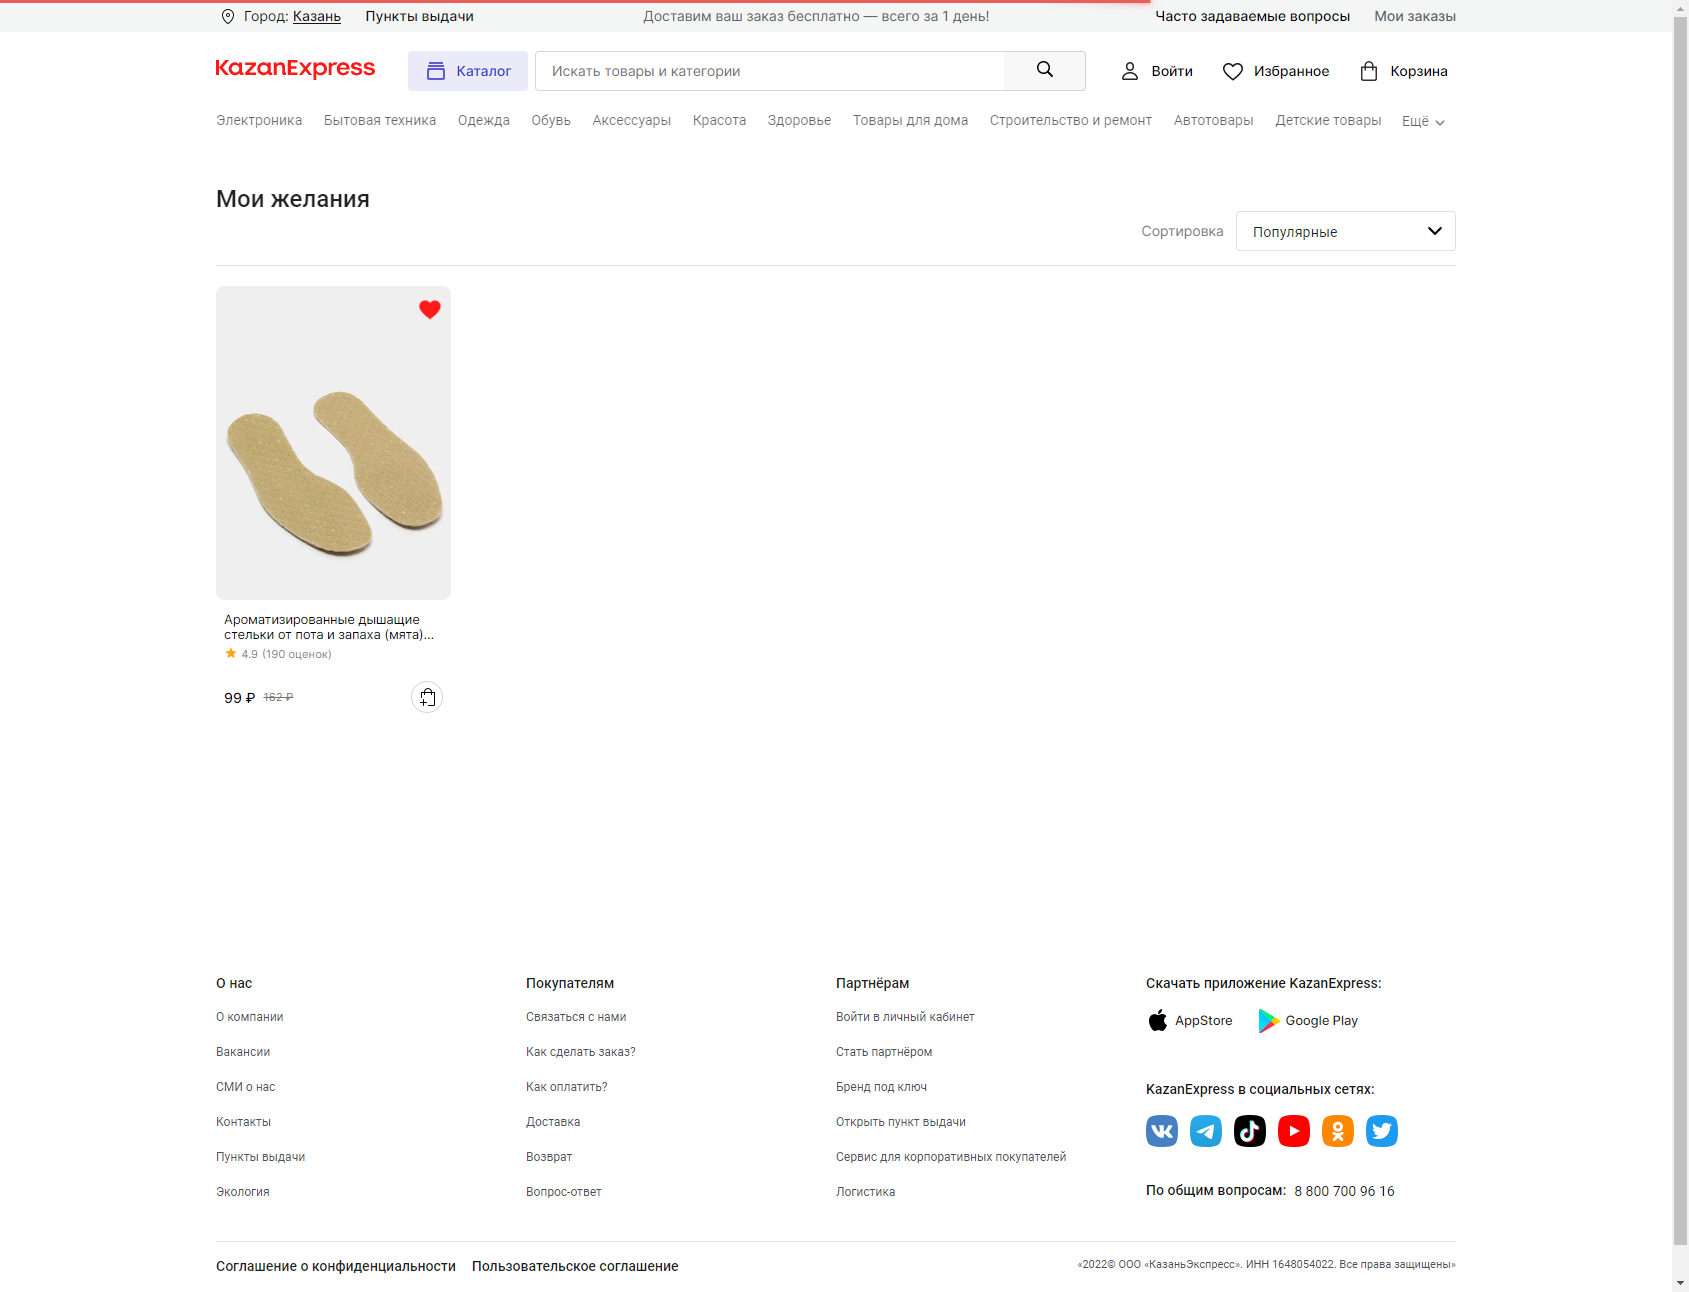 Город: Казань Пункты выдачи Доставим ваш заказ бесплатно — всего за 1 день! Часто задаваемые вопросы Мои заказы
KazanExpress Каталог Искать товары и категории Войти Избранное Корзина
Электроника Бытовая техника Одежда Обувь Аксессуары Красота Здоровье Товары для дома Строительство и ремонт Автотовары Детские товары Ещё
Мои желания
Сортировка Популярные
Ароматизированные дышащие
стельки от пота и запаха (мята)...
4.9 (190 оценок)
99 ₽ 162 ₽
О нас
О компании
Вакансии
СМИ о нас
Контакты
Пункты выдачи
Экология
Покупателям
Связаться с нами
Как сделать заказ?
Как оплатить?
Доставка
Возврат
Вопрос-ответ
Партнёрам
Войти в личный кабинет
Стать партнёром
Бренд под ключ
Открыть пункт выдачи
Сервис для корпоративных покупателей
Логистика
Скачать приложение KazanExpress:
AppStore Google Play
KazanExpress в социальных сетях:
По общим вопросам: 8 800 700 96 16
Соглашение о конфиденциальности Пользовательское соглашение «2022© ООО «КазаньЭкспресс». ИНН 1648054022. Все права защищены»